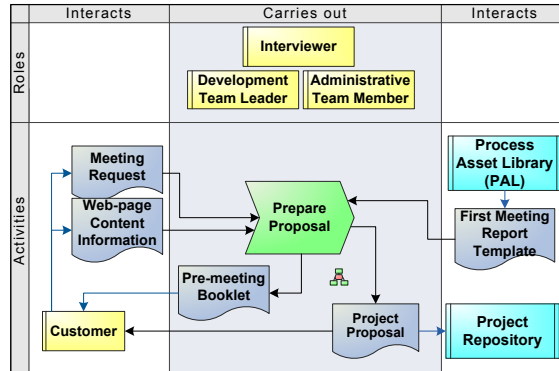 Interacts
Carries out
Interacts
Roles
Interviewer
Development
Team Leader
Administrative
Team Member
Activities
Meeting
Request
Web-page
Content
Information
Prepare
Proposal
Process
Asset Library
(PAL)
First Meeting
Report
Template
Pre-meeting
Booklet
Customer
Project
Proposal
Project
Repository